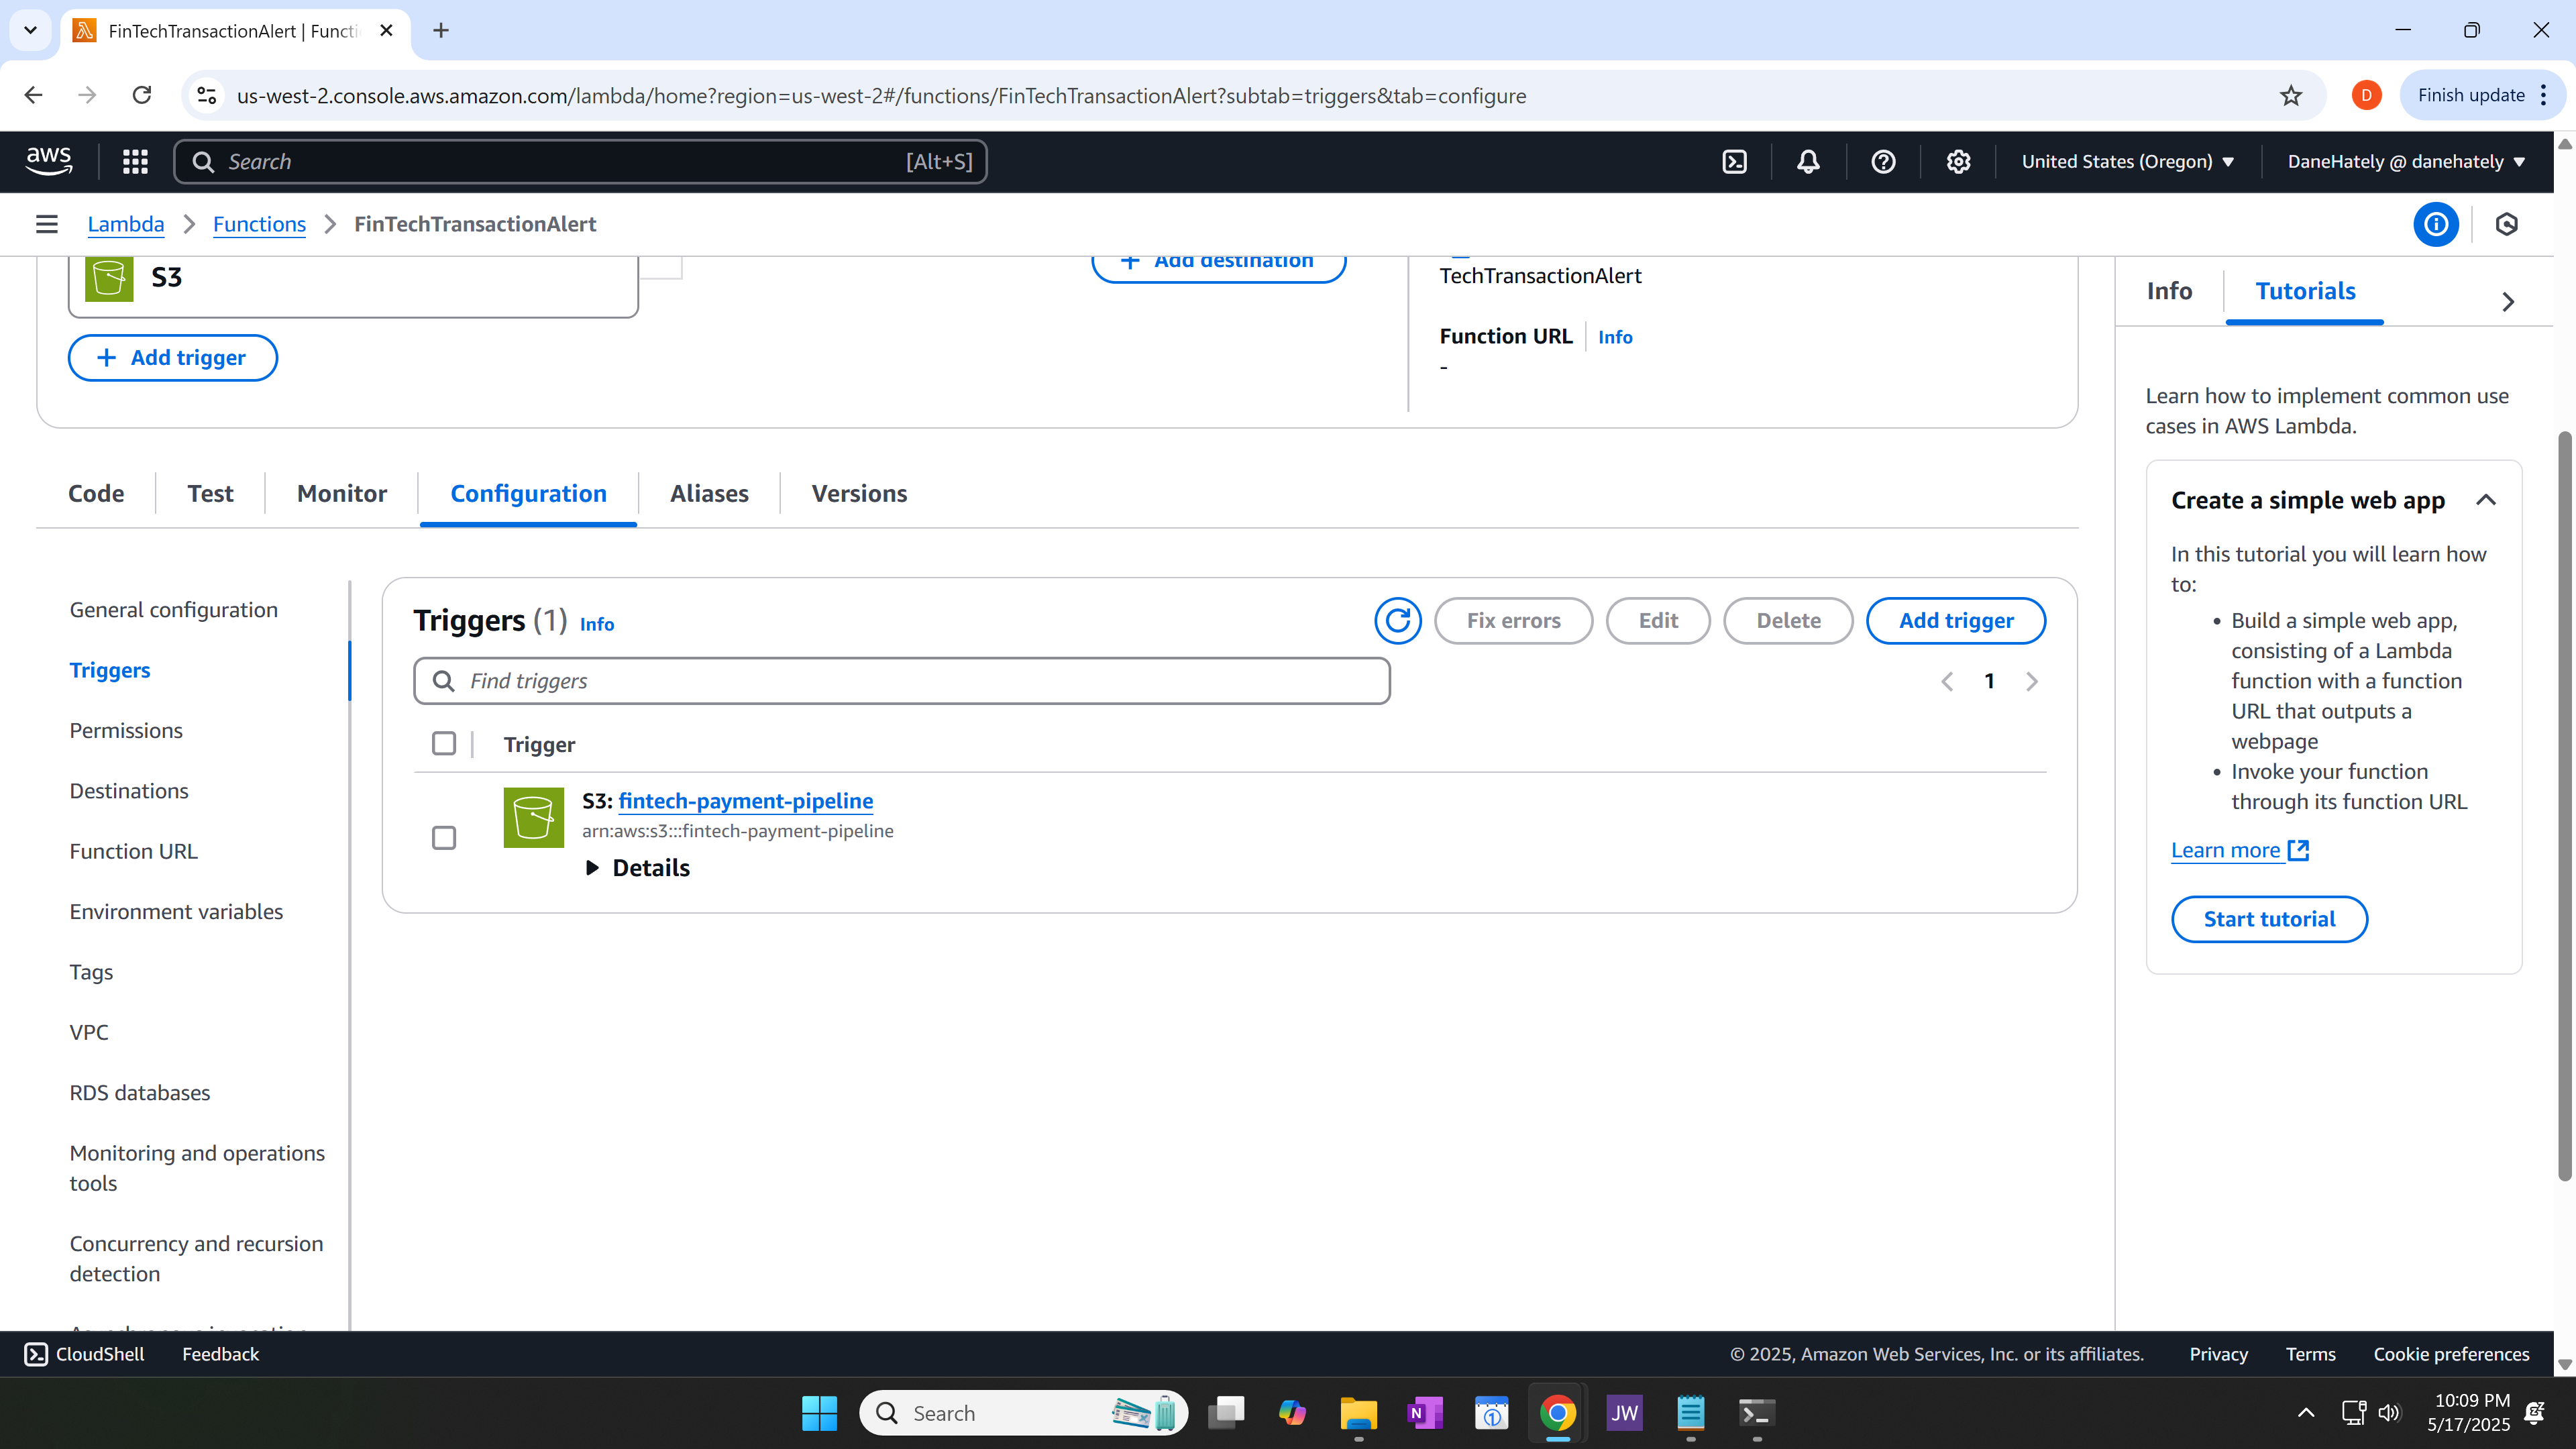 FinTechTransactionAlert | Functi
us-west-2.console.aws.amazon.com/lambda/home?region=us-west-2#/functions/FinTechTransactionAlert?subtab=triggers&tab=configure
D
Finish update
aws
Search
[Alt+S]
United States (Oregon)
DaneHately @ danehately
Lambda
Functions
FinTechTransactionAlert
S3
Add destination
TechTransactionAlert
Function URL
Info
-
Add trigger
Info
Tutorials
Learn how to implement common use
cases in AWS Lambda.
Create a simple web app
In this tutorial you will learn how
to:
• Build a simple web app,
consisting of a Lambda
function with a function
URL that outputs a
webpage
• Invoke your function
through its function URL
Learn more
Start tutorial
Code
Test
Monitor
Configuration
Aliases
Versions
General configuration
Triggers
Permissions
Destinations
Function URL
Environment variables
Tags
VPC
RDS databases
Monitoring and operations
tools
Concurrency and recursion
detection
Triggers (1)
Info
Fix errors
Edit
Delete
Add trigger
Find triggers
1
Trigger
S3: fintech-payment-pipeline
arn:aws:s3:::fintech-payment-pipeline
Details
CloudShell
Feedback
© 2025, Amazon Web Services, Inc. or its affiliates.
Privacy
Terms
Cookie preferences
Search
N
1
JW
10:09 PM
5/17/2025